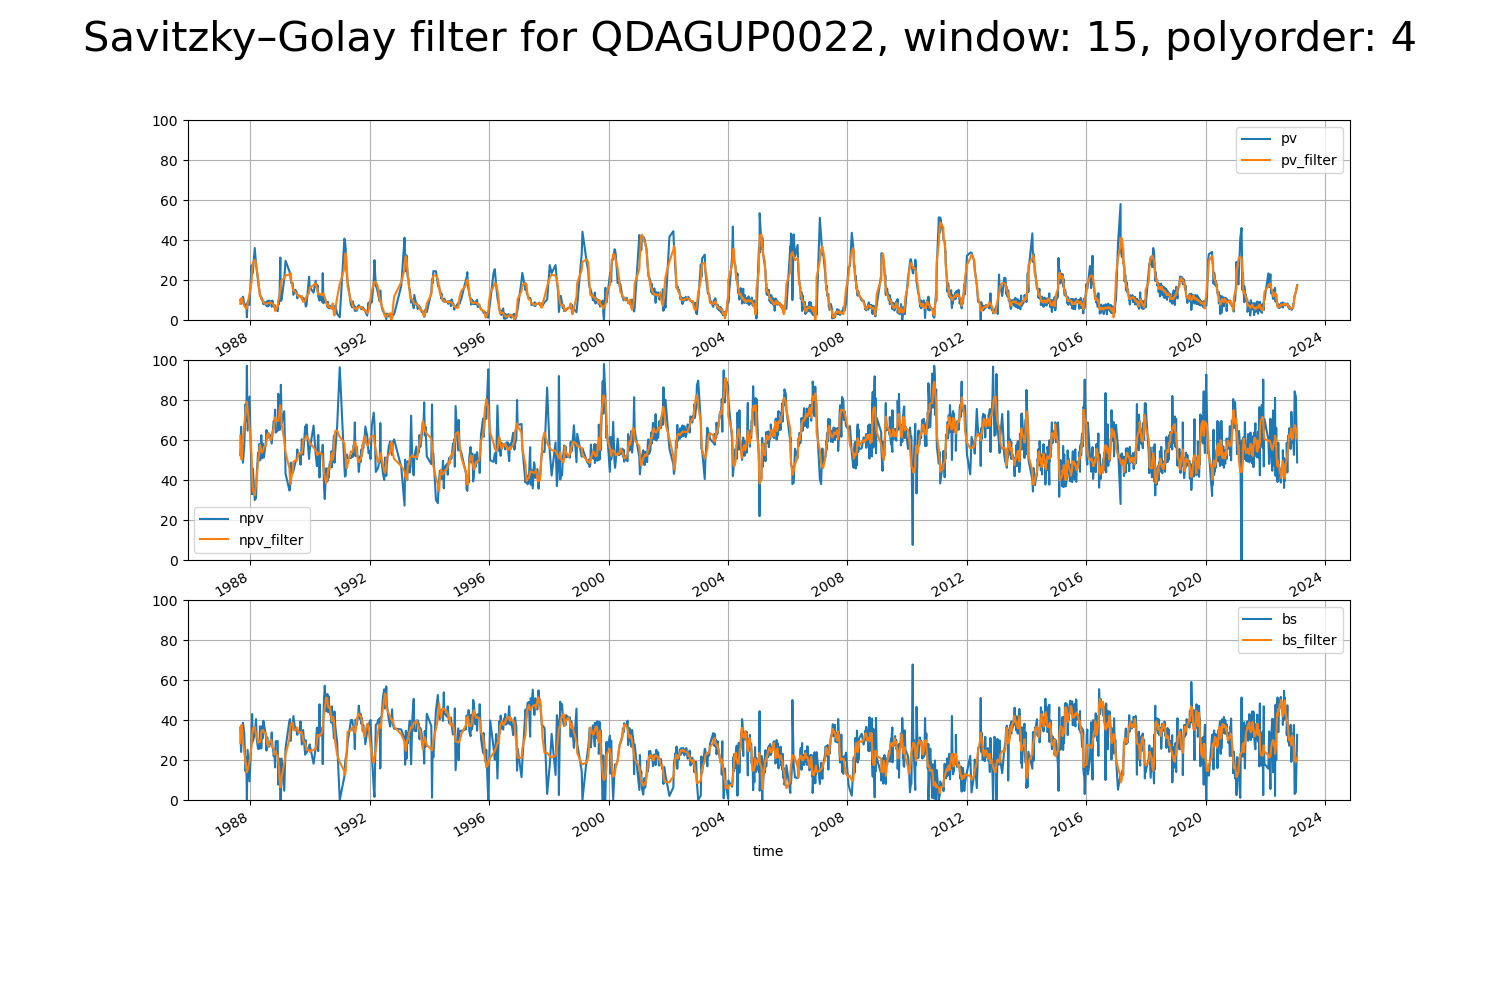 Savitzky–Golay filter for QDAGUP0022, window: 15, polyorder: 4
100
80
60
40
20
0
pv
pv_filter
1988 1992 1996 2000 2004 2008 2012 2016 2020 2024
100
80
60
40
20
0
npv
npv_filter
1988 1992 1996 2000 2004 2008 2012 2016 2020 2024
100
80
60
40
20
0
bs
bs_filter
1988 1992 1996 2000 2004 2008 2012 2016 2020 2024
time